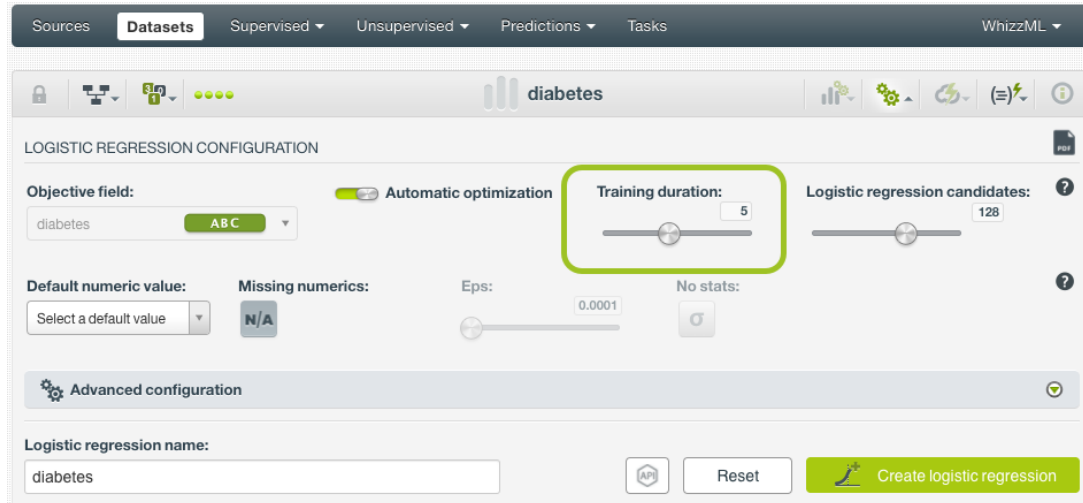 Sources Datasets Supervised Unsupervised Predictions Tasks WhizzML
diabetes
LOGISTIC REGRESSION CONFIGURATION
PDF
Objective field: Automatic optimization Training duration: Logistic regression candidates:
diabetes ABC 5 128
Default numeric value: Missing numerics: Eps: No stats:
Select a default value N/A 0.0001 σ
Advanced configuration
Logistic regression name:
diabetes API Reset Create logistic regression